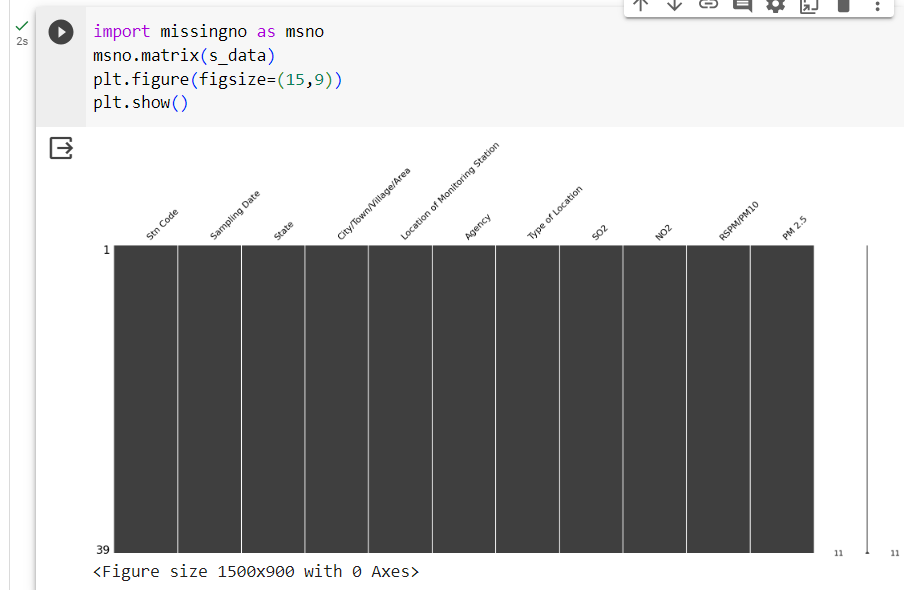 import missingno as msno
msno.matrix(s_data)
plt.figure(figsize=(15,9))
plt.show()
2s
Stn Code
Sampling Date
State
City/Town/Village/Area
Location of Monitoring Station
Agency
Type of Location
SO2
NO2
RSPM/PM10
PM 2.5
1
39
11
11
<Figure size 1500x900 with 0 Axes>